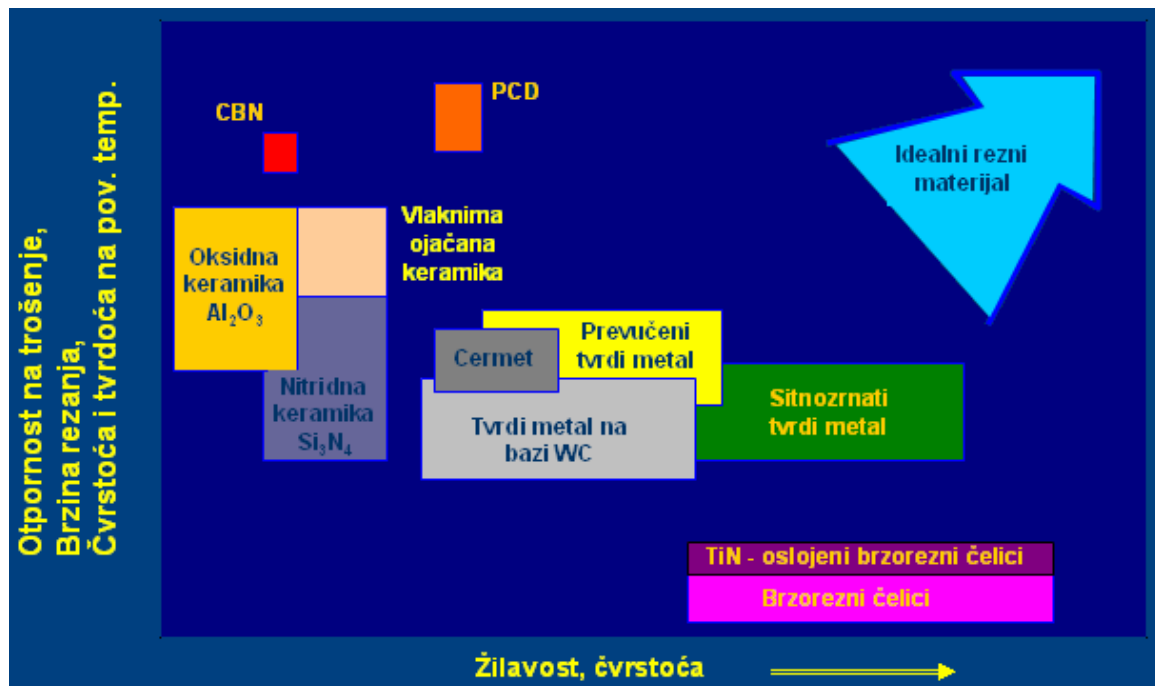 Otpornost na trošenje,
Brzina rezanja,
Čvrstoća i tvrdoća na pov. temp.
CBN
PCD
Idealni rezni
materijal
Oksidna
keramika
Al₂O₃
Vlaknima
ojačana
keramika
Nitridna
keramika
Si₃N₄
Cermet
Prevučeni
tvrdi metal
Tvrdi metal na
bazi WC
Sitnozrnati
tvrdi metal
TiN - oslojeni brzorezni čelici
Brzorezni čelici
Žilavost, čvrstoća